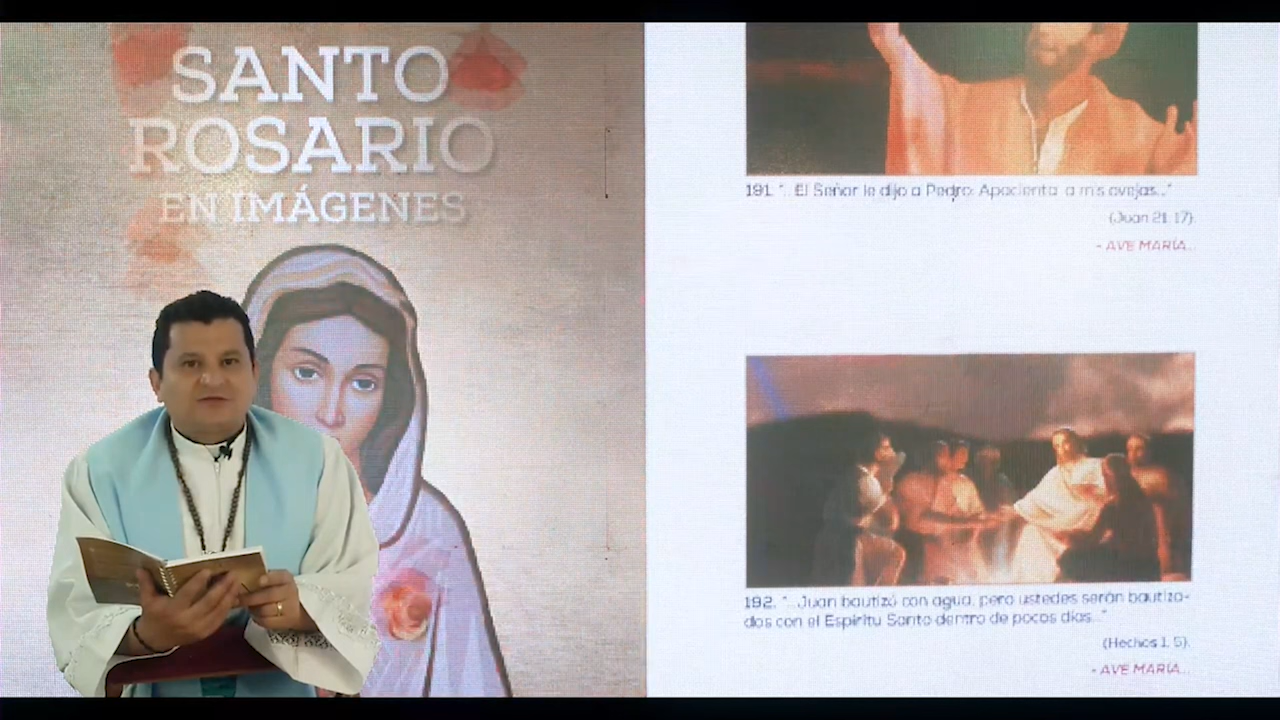 SANTO
ROSARIO
EN IMÁGENES
191. "...El Señor le dijo a Pedro: Apacienta a mis ovejas..."
(Juan 21, 17).
- AVE MARÍA...
192. "...Juan bautizó con agua, pero ustedes serán bautiza-
dos con el Espíritu Santo dentro de pocos días..."
(Hechos 1, 5).
- AVE MARÍA...